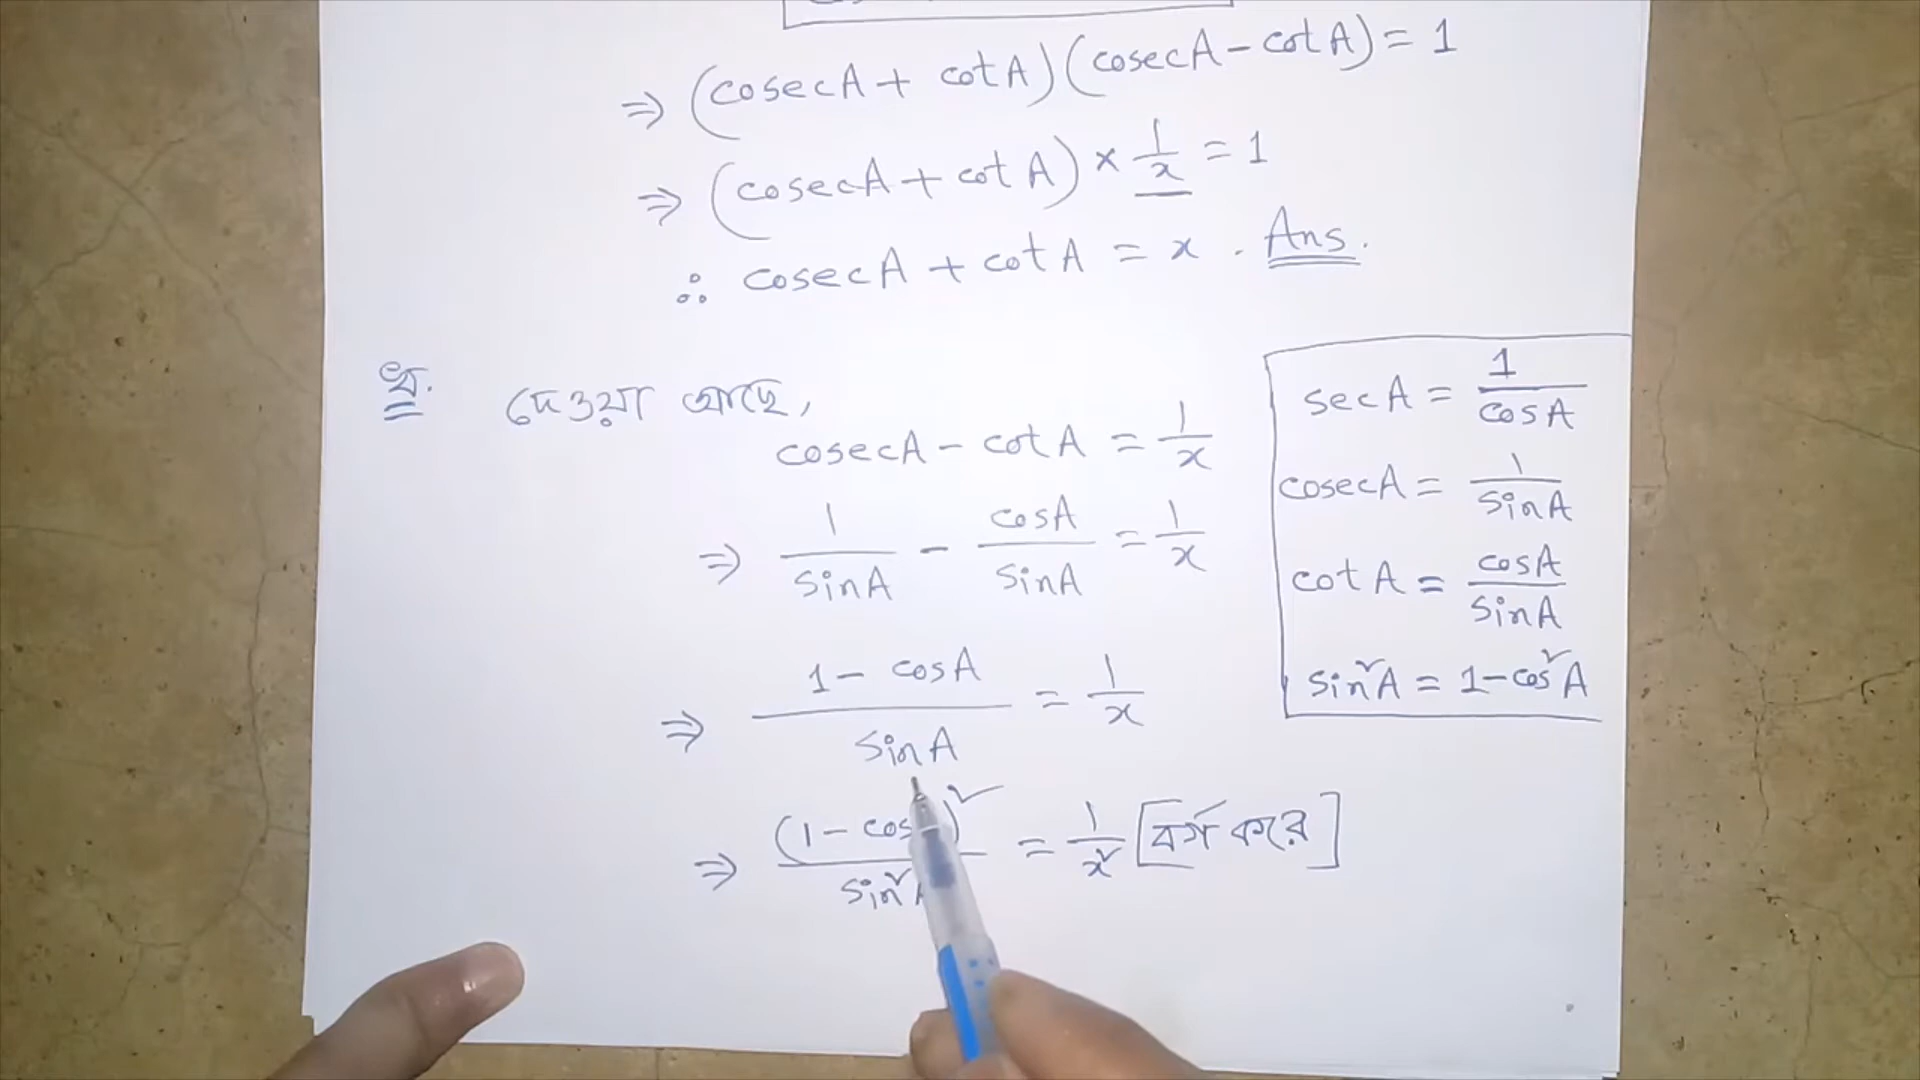 ⇒ (cosecA + cotA)(cosecA - cotA) = 1
⇒ (cosecA + cot A) × 1/x = 1
∴ cosecA + cotA = x . Ans.
খ. দেওয়া আছে,
cosecA - cotA = 1/x
⇒ 1/sinA - cosA/sinA = 1/x
⇒ (1 - cosA)/sinA = 1/x
⇒ (1 - cos )²/sin²A = 1/x² [বর্গ করে]
secA = 1/cosA
cosecA = 1/sinA
cotA = cosA/sinA
sin²A = 1-cos²A